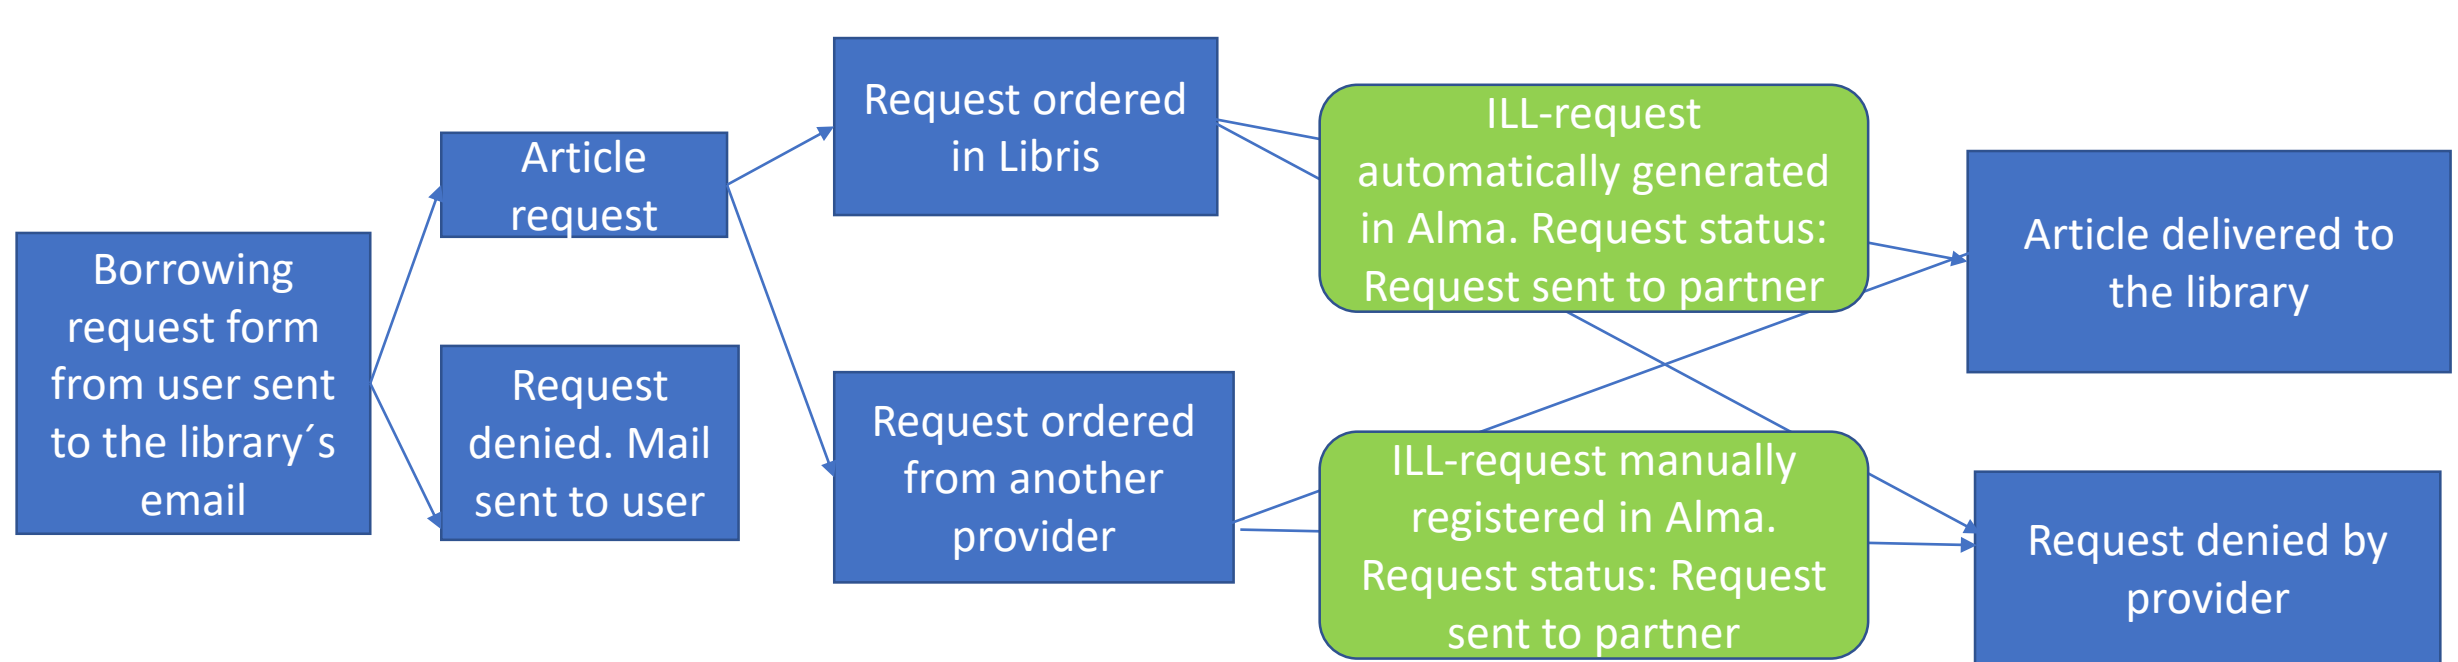 Borrowing
request form
from user sent
to the library´s
email
Article
request
Request
denied. Mail
sent to user
Request ordered
in Libris
Request ordered
from another
provider
ILL-request
automatically generated
in Alma. Request status:
Request sent to partner
ILL-request manually
registered in Alma.
Request status: Request
sent to partner
Article delivered to
the library
Request denied by
provider